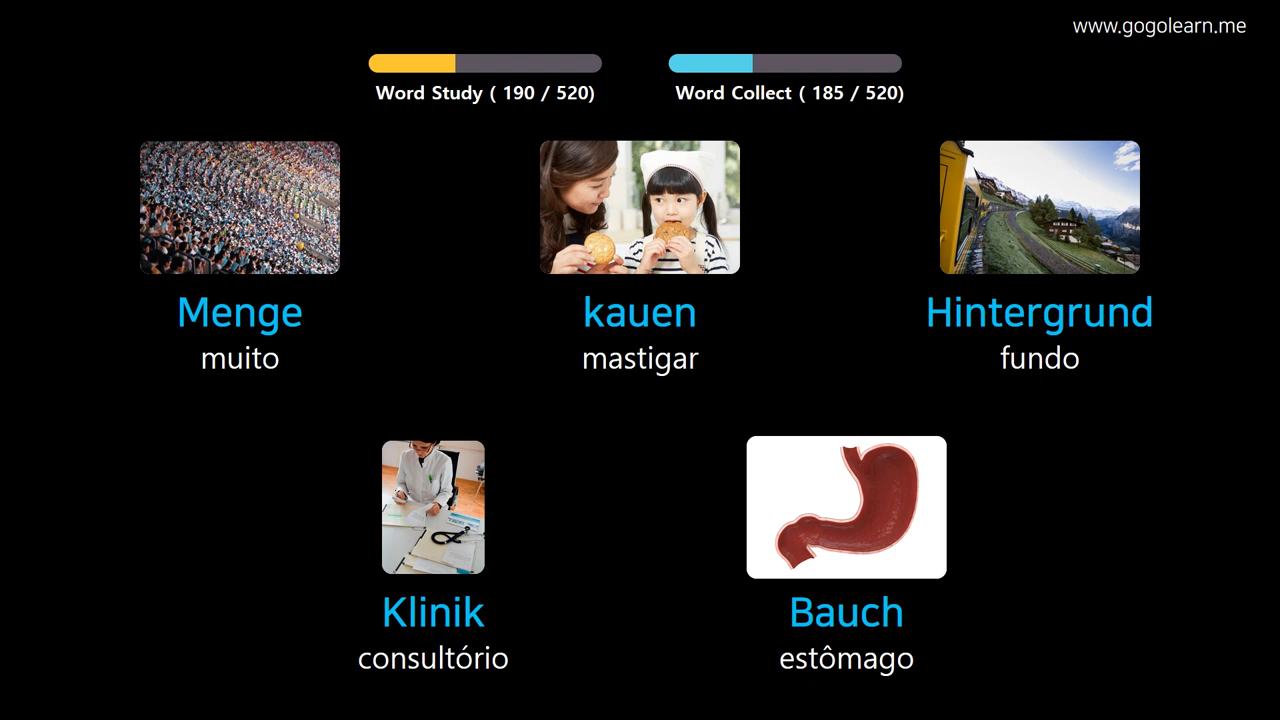 www.gogolearn.me
Word Study ( 190 / 520)
Word Collect ( 185 / 520)
Menge
muito
kauen
mastigar
Hintergrund
fundo
Klinik
consultório
Bauch
estômago